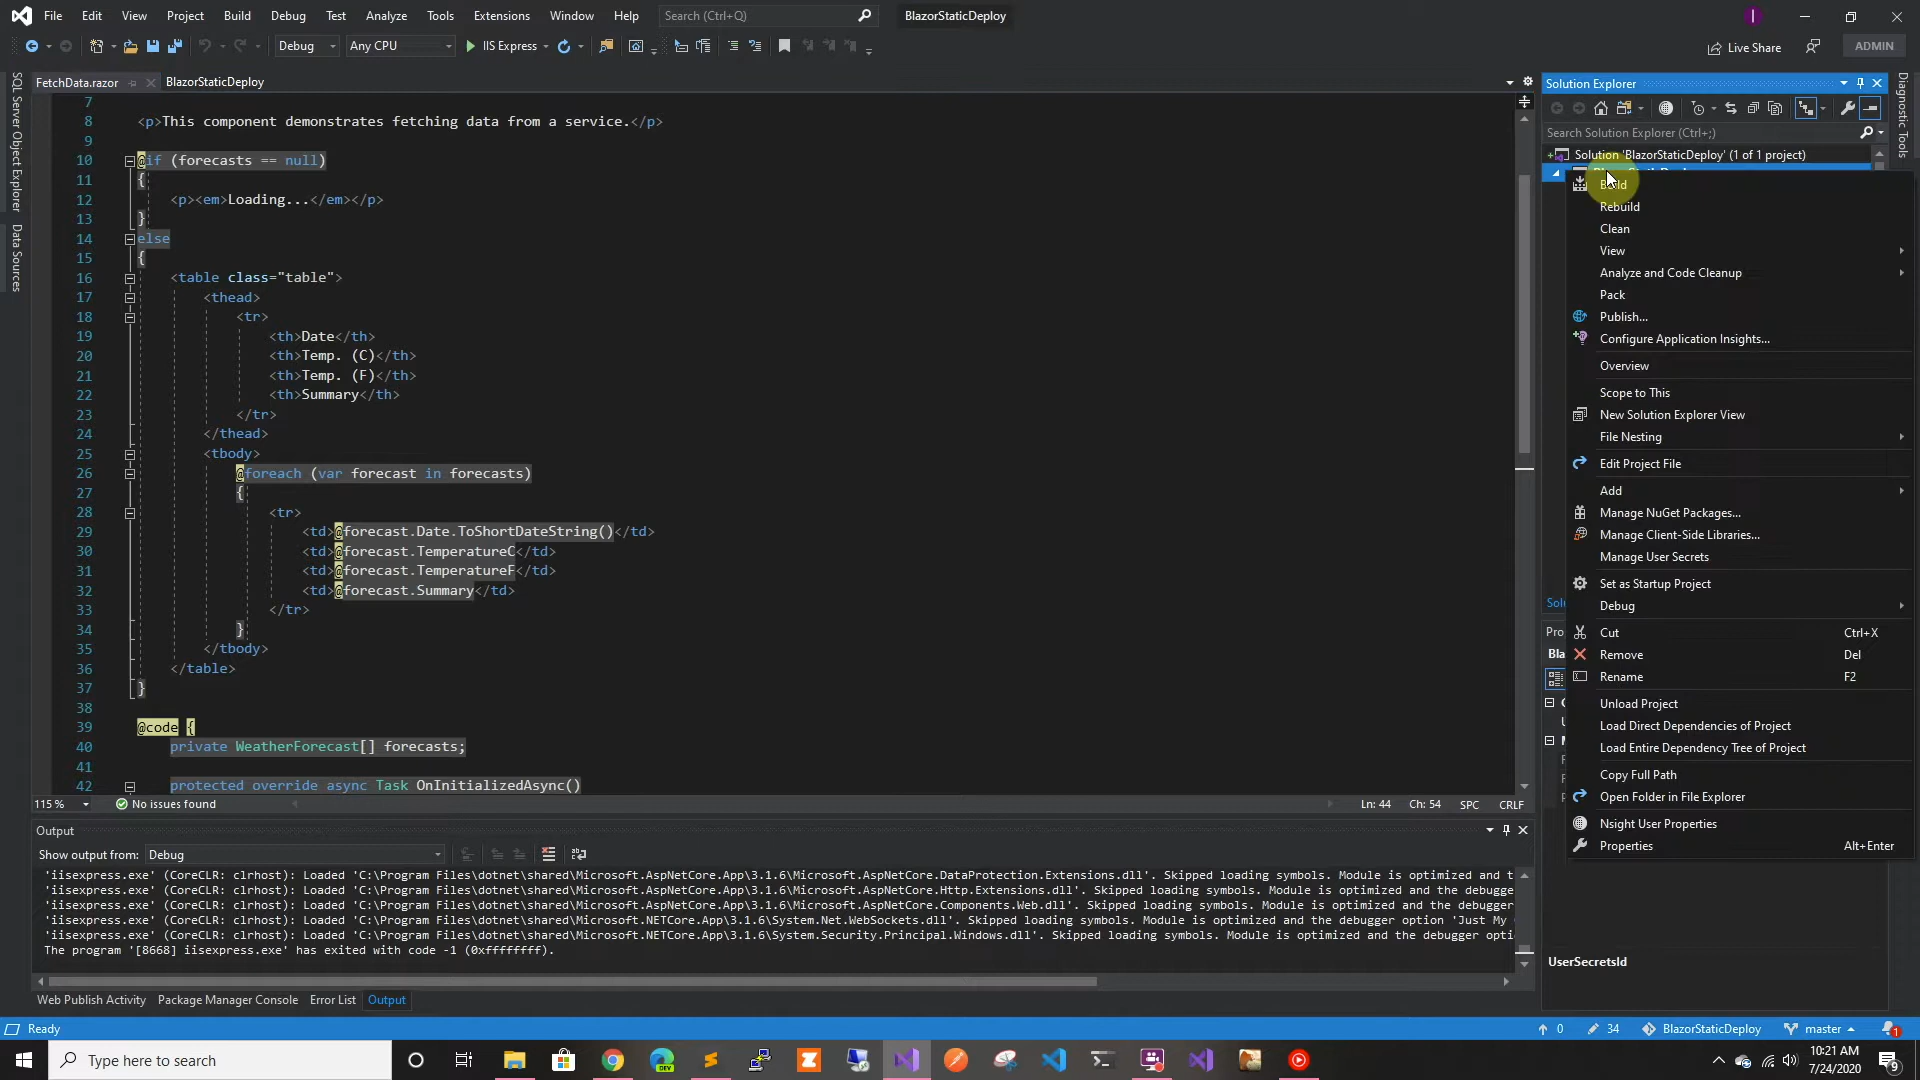 File Edit View Project Build Debug Test Analyze Tools Extensions Window Help Search (Ctrl+Q) BlazorStaticDeploy
Debug Any CPU IIS Express Live Share ADMIN
FetchData.razor BlazorStaticDeploy
SQL Server Object Explorer
Data Sources
7
8 <p>This component demonstrates fetching data from a service.</p>
9
10 @if (forecasts == null)
11 {
12 <p><em>Loading...</em></p>
13 }
14 else
15 {
16 <table class="table">
17 <thead>
18 <tr>
19 <th>Date</th>
20 <th>Temp. (C)</th>
21 <th>Temp. (F)</th>
22 <th>Summary</th>
23 </tr>
24 </thead>
25 <tbody>
26 @foreach (var forecast in forecasts)
27 {
28 <tr>
29 <td>@forecast.Date.ToShortDateString()</td>
30 <td>@forecast.TemperatureC</td>
31 <td>@forecast.TemperatureF</td>
32 <td>@forecast.Summary</td>
33 </tr>
34 }
35 </tbody>
36 </table>
37 }
38
39 @code {
40 private WeatherForecast[] forecasts;
41
42 protected override async Task OnInitializedAsync()
115 % No issues found Ln: 44 Ch: 54 SPC CRLF
Output
Show output from: Debug
'iisexpress.exe' (CoreCLR: clrhost): Loaded 'C:\Program Files\dotnet\shared\Microsoft.AspNetCore.App\3.1.6\Microsoft.AspNetCore.DataProtection.Extensions.dll'. Skipped loading symbols. Module is optimized and t
'iisexpress.exe' (CoreCLR: clrhost): Loaded 'C:\Program Files\dotnet\shared\Microsoft.AspNetCore.App\3.1.6\Microsoft.AspNetCore.Http.Extensions.dll'. Skipped loading symbols. Module is optimized and the debugger
'iisexpress.exe' (CoreCLR: clrhost): Loaded 'C:\Program Files\dotnet\shared\Microsoft.AspNetCore.App\3.1.6\Microsoft.AspNetCore.Components.Web.dll'. Skipped loading symbols. Module is optimized and the debugger
'iisexpress.exe' (CoreCLR: clrhost): Loaded 'C:\Program Files\dotnet\shared\Microsoft.NETCore.App\3.1.6\System.Net.WebSockets.dll'. Skipped loading symbols. Module is optimized and the debugger option 'Just My
'iisexpress.exe' (CoreCLR: clrhost): Loaded 'C:\Program Files\dotnet\shared\Microsoft.NETCore.App\3.1.6\System.Security.Principal.Windows.dll'. Skipped loading symbols. Module is optimized and the debugger opti
The program '[8668] iisexpress.exe' has exited with code -1 (0xffffffff).
Web Publish Activity Package Manager Console Error List Output
Solution Explorer
Search Solution Explorer (Ctrl+;)
Solution 'BlazorStaticDeploy' (1 of 1 project)
Build
Rebuild
Clean
View
Analyze and Code Cleanup
Pack
Publish...
Configure Application Insights...
Overview
Scope to This
New Solution Explorer View
File Nesting
Edit Project File
Add
Manage NuGet Packages...
Manage Client-Side Libraries...
Manage User Secrets
Set as Startup Project
Debug
Cut Ctrl+X
Remove Del
Rename F2
Unload Project
Load Direct Dependencies of Project
Load Entire Dependency Tree of Project
Copy Full Path
Open Folder in File Explorer
Nsight User Properties
Properties Alt+Enter
UserSecretsId
Diagnostic Tools
Ready 0 34 BlazorStaticDeploy master 1
Type here to search
DEV
10:21 AM
7/24/2020
9